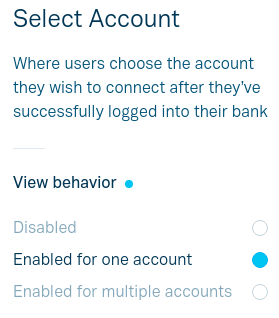 Select Account
Where users choose the account
they wish to connect after they've
successfully logged into their bank
View behavior
Disabled
Enabled for one account
Enabled for multiple accounts